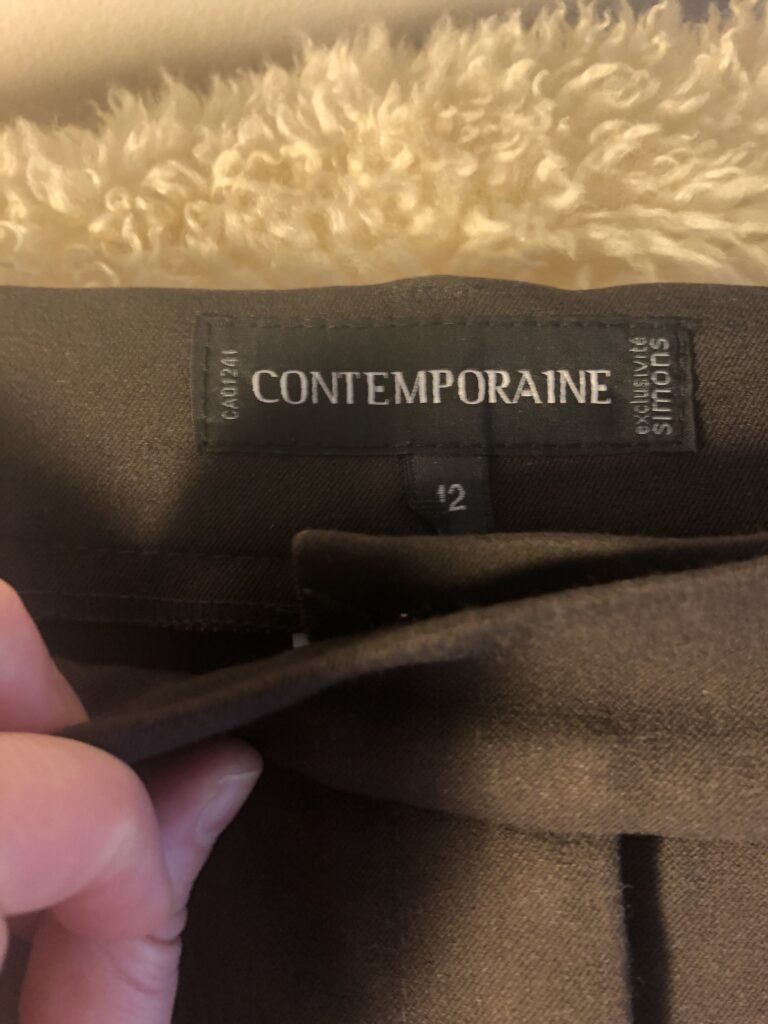 CA01241
CONTEMPORAINE
exclusivité
simons
12